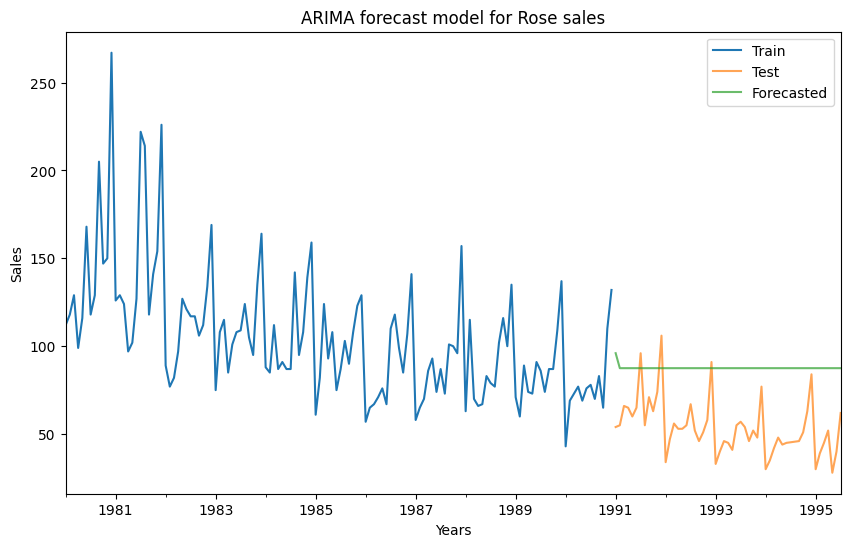 ARIMA forecast model for Rose sales
Train
Test
Forecasted
250
200
150
100
50
Sales
1981
1983
1985
1987
1989
1991
1993
1995
Years